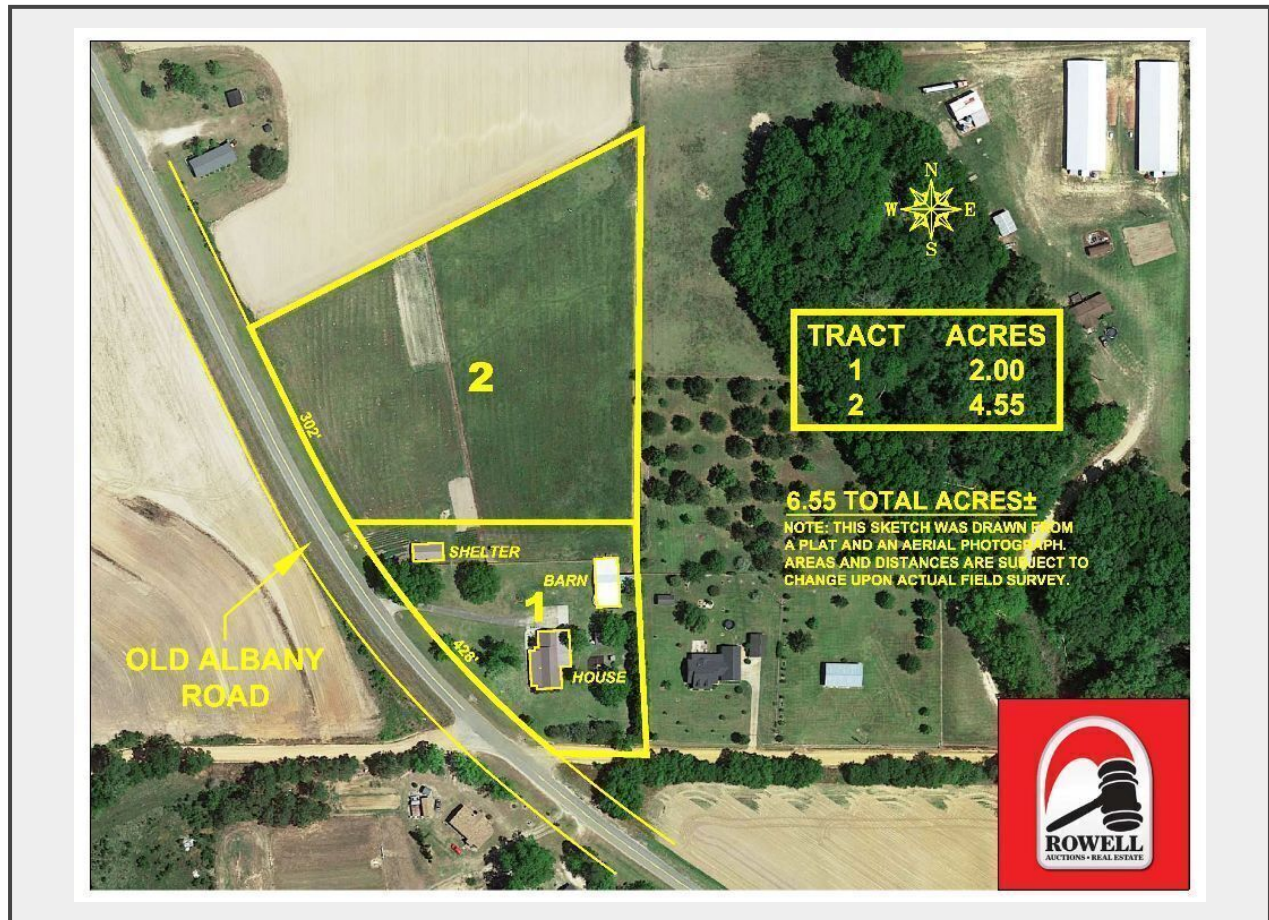 N
W E
S
TRACT ACRES
1 2.00
2 4.55
2
302'
6.55 TOTAL ACRES±
NOTE: THIS SKETCH WAS DRAWN FROM
A PLAT AND AN AERIAL PHOTOGRAPH.
AREAS AND DISTANCES ARE SUBJECT TO
CHANGE UPON ACTUAL FIELD SURVEY.
SHELTER
BARN
1
428'
HOUSE
OLD ALBANY
ROAD
ROWELL
AUCTIONS • REAL ESTATE